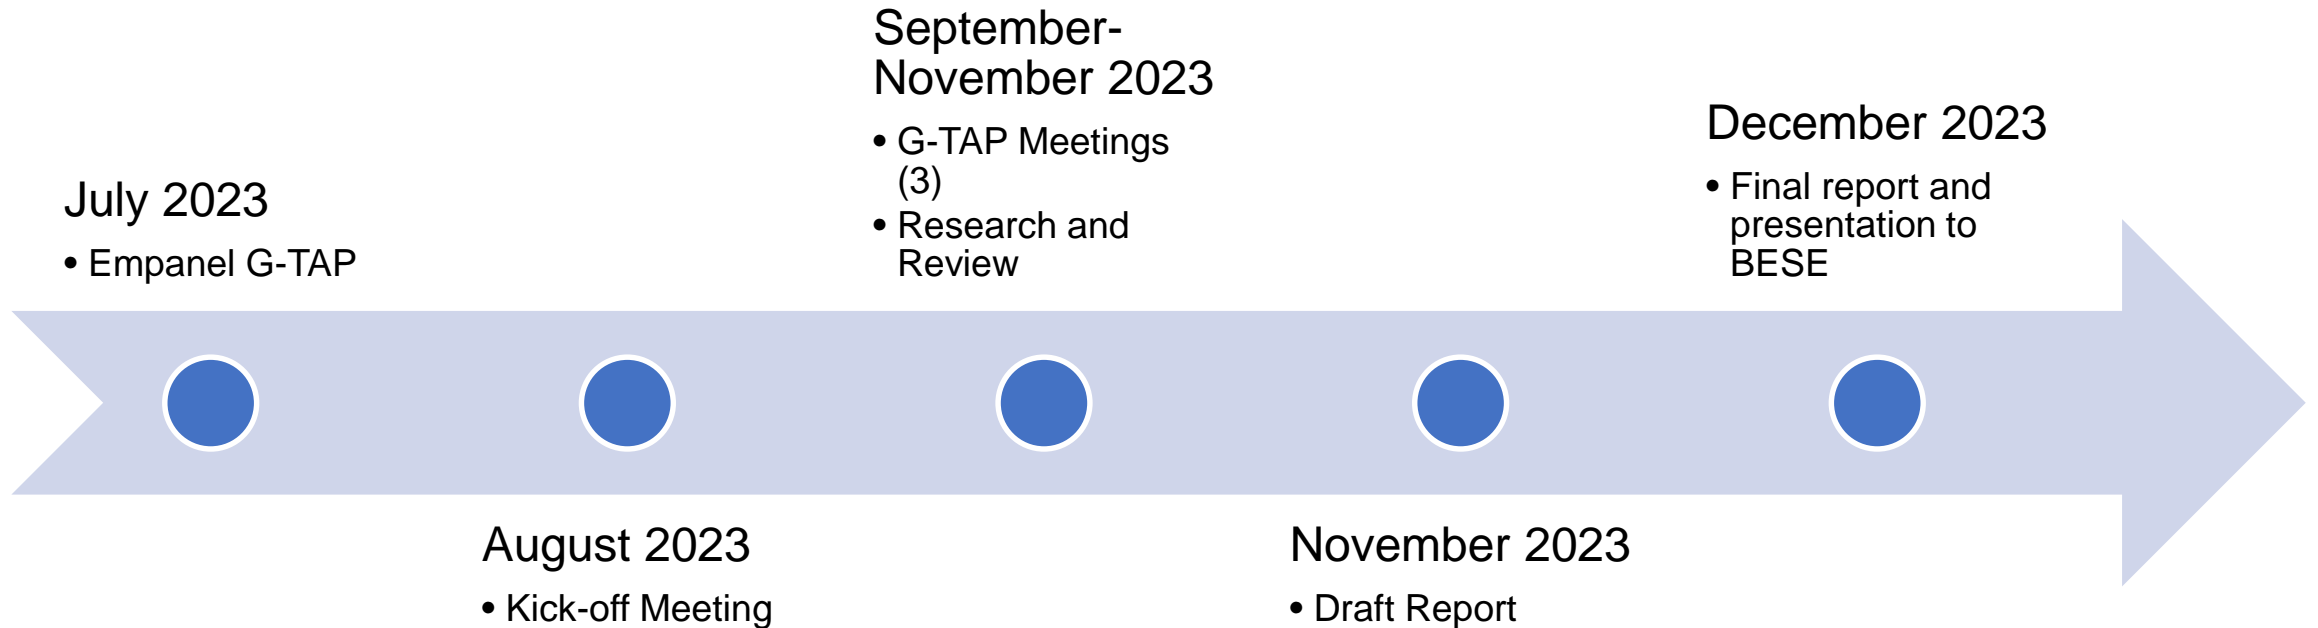 July 2023
• Empanel G-TAP
August 2023
• Kick-off Meeting
September-
November 2023
• G-TAP Meetings
(3)
• Research and
Review
November 2023
• Draft Report
December 2023
• Final report and
presentation to
BESE